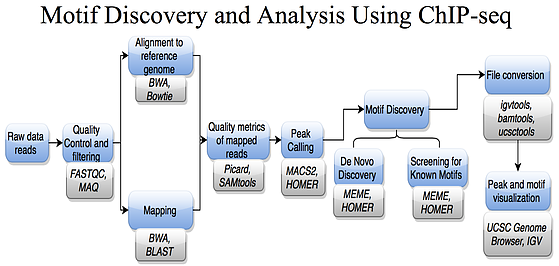 Motif Discovery and Analysis Using ChIP-seq
Raw data
reads
Quality
Control and
filtering
FASTQC,
MAQ
Alignment to
reference
genome
BWA,
Bowtie
Mapping
BWA,
BLAST
Quality metrics
of mapped
reads
Picard,
SAMtools
Peak
Calling
MACS2,
HOMER
Motif Discovery
De Novo
Discovery
MEME,
HOMER
Screening for
Known Motifs
MEME,
HOMER
File conversion
igvtools,
bamtools,
ucsctools
Peak and motif
visualization
UCSC Genome
Browser, IGV